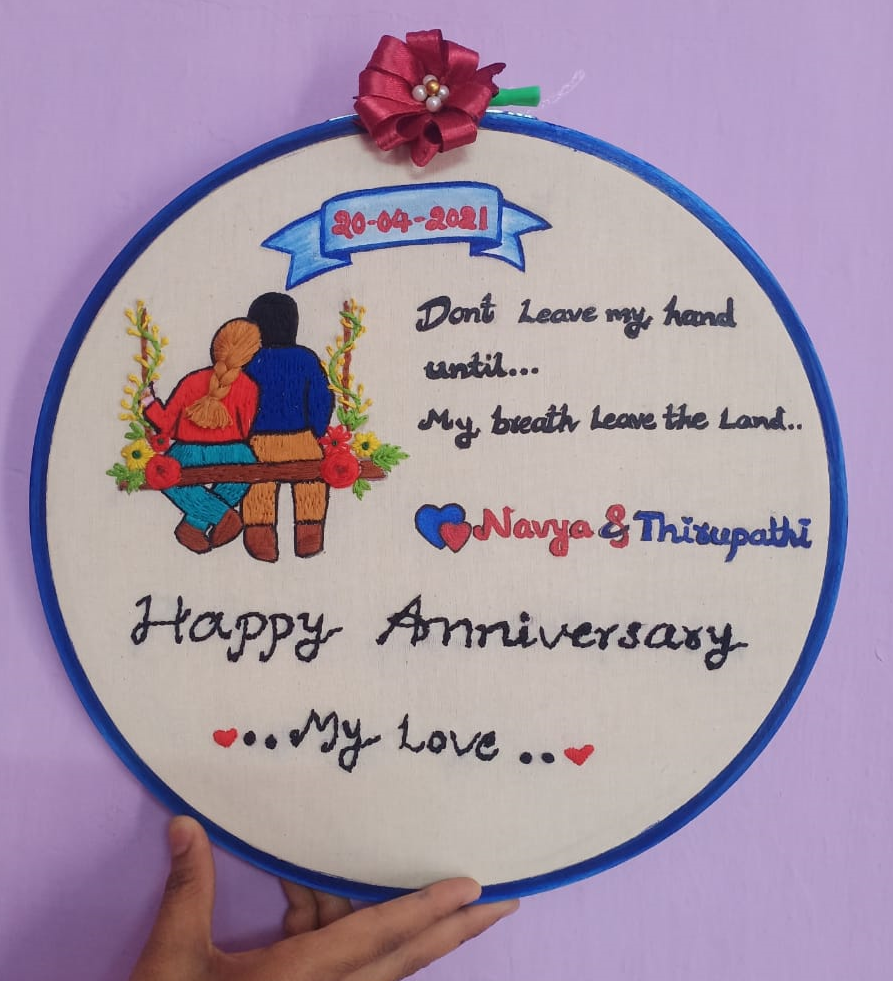 20-04-2021
Dont Leave my hand
until...
My breath Leave the Land..
Navya & Thirupathi
Happy Anniversary
...My Love ..